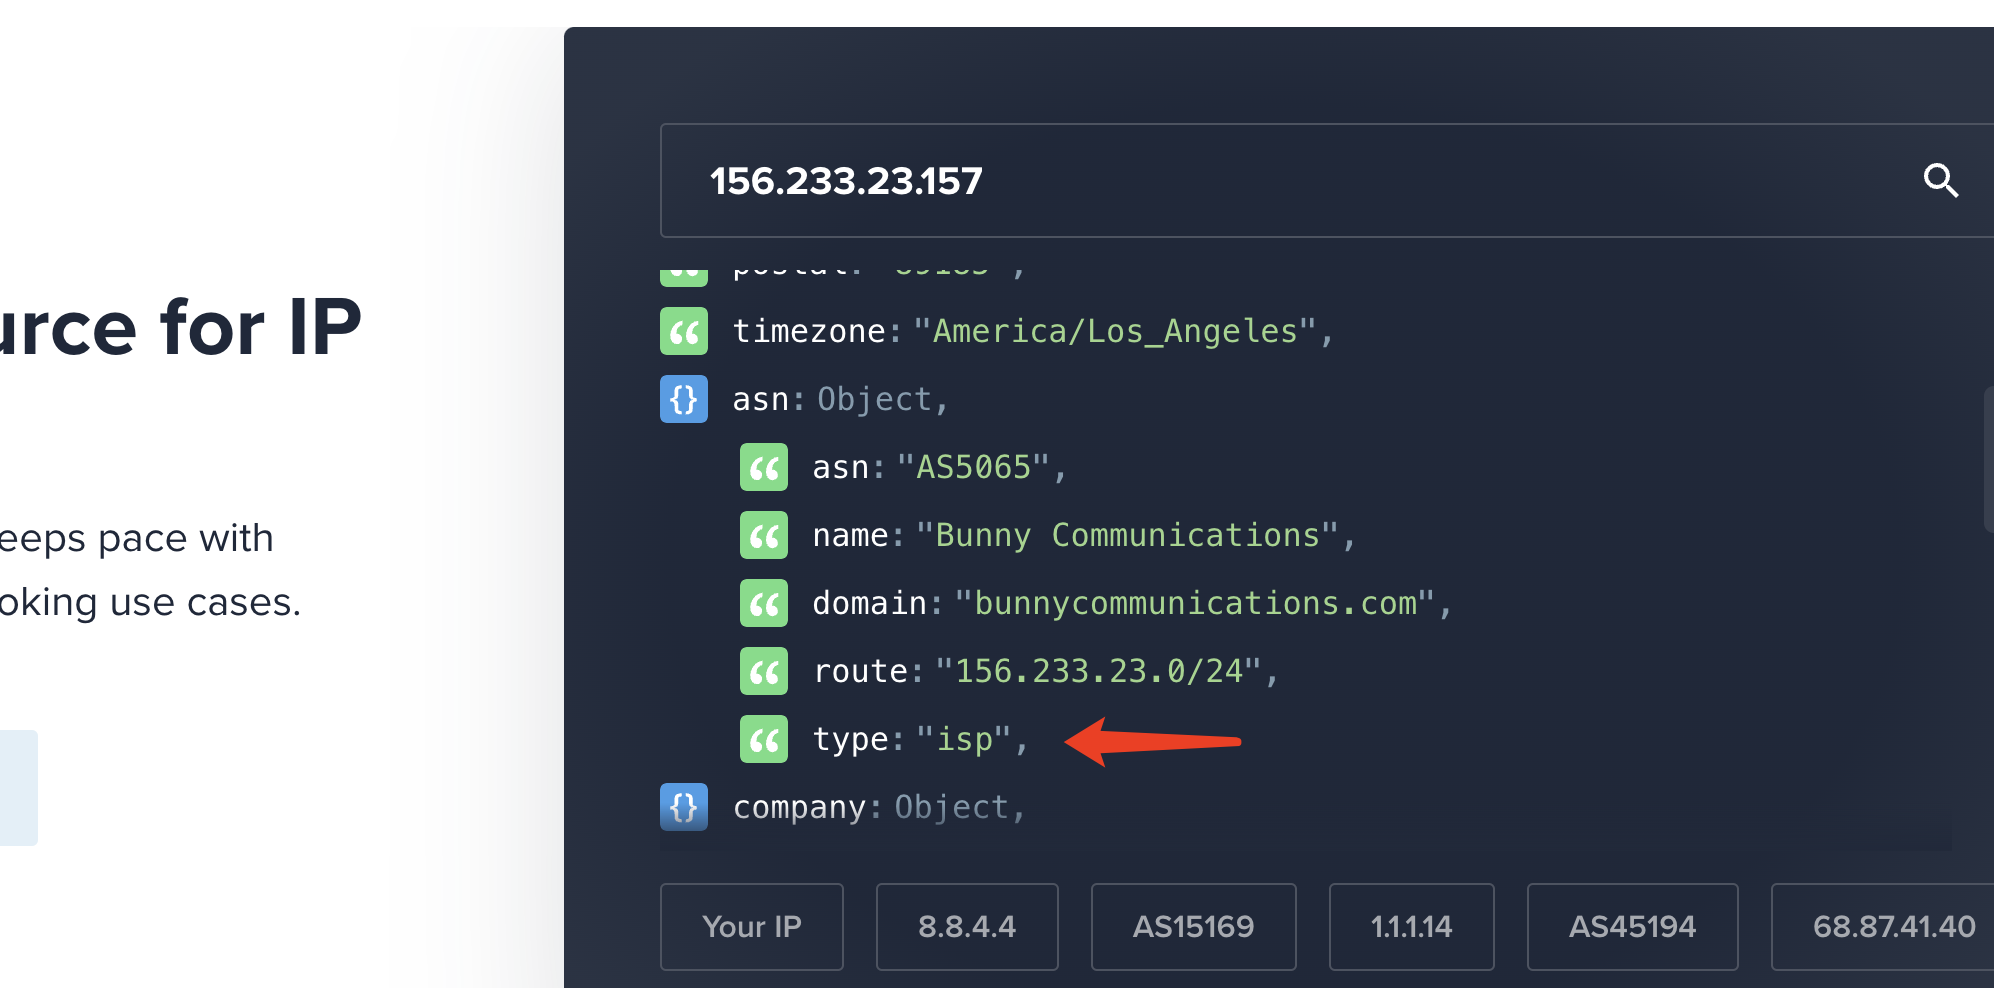 urce for IP
eeps pace with
oking use cases.
156.233.23.157
timezone: "America/Los_Angeles",
{} asn: Object,
asn: "AS5065",
name: "Bunny Communications",
domain: "bunnycommunications.com",
route: "156.233.23.0/24",
type: "isp",
{} company: Object,
Your IP
8.8.4.4
AS15169
1.1.1.14
AS45194
68.87.41.40